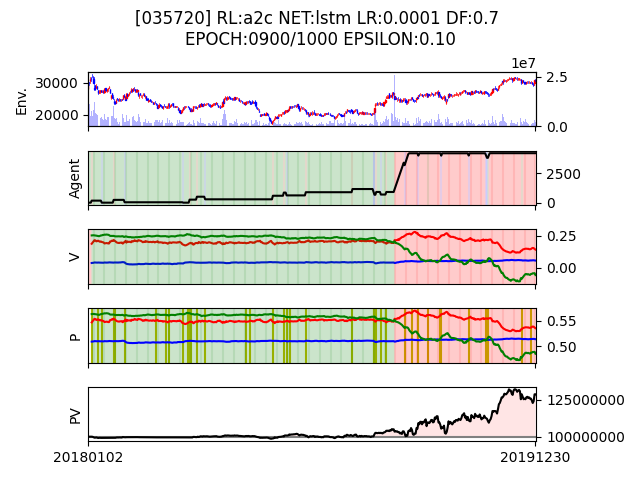 [035720] RL:a2c NET:lstm LR:0.0001 DF:0.7
EPOCH:0900/1000 EPSILON:0.10
1e7
Env.
30000
20000
2.5
0.0
Agent
2500
0
V
0.25
0.00
P
0.55
0.50
PV
125000000
100000000
20180102
20191230